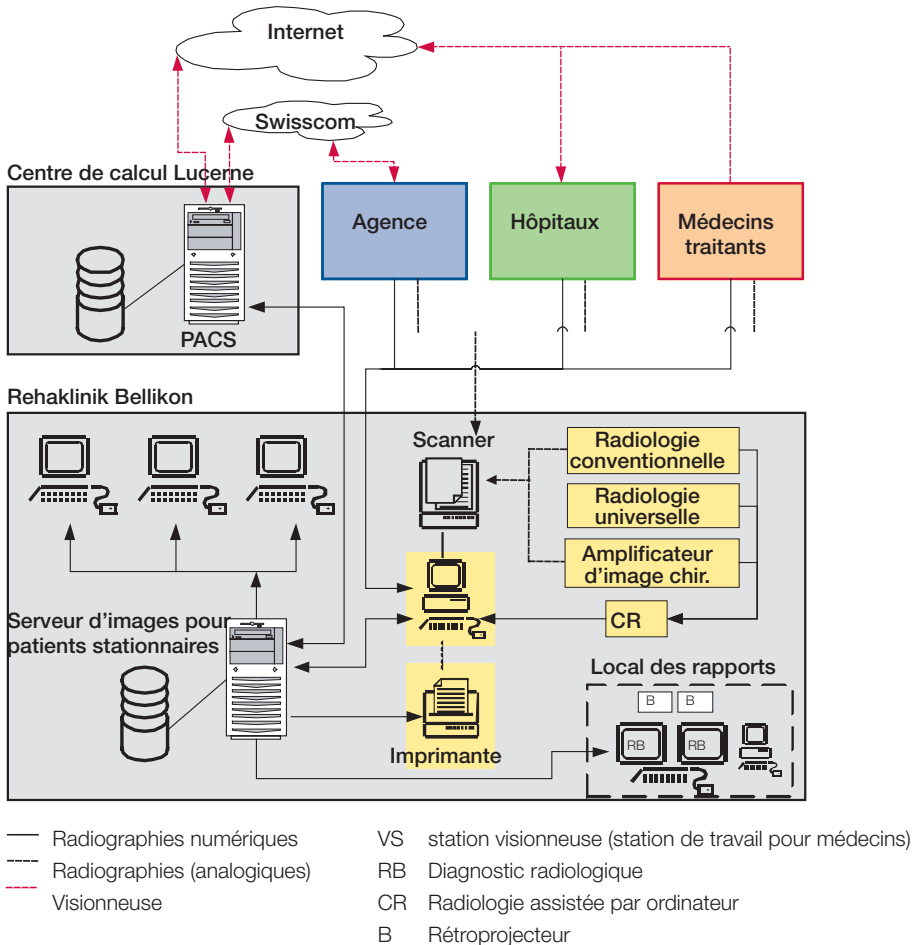 Internet
Swisscom
Centre de calcul Lucerne
Agence
Hôpitaux
Médecins
traitants
PACS
Rehaklinik Bellikon
Scanner
Radiologie
conventionnelle
Radiologie
universelle
Amplificateur
d'image chir.
CR
Serveur d'images pour
patients stationnaires
Local des rapports
B B
RB RB
Imprimante
Radiographies numériques
Radiographies (analogiques)
Visionneuse
VS station visionneuse (station de travail pour médecins)
RB Diagnostic radiologique
CR Radiologie assistée par ordinateur
B Rétroprojecteur